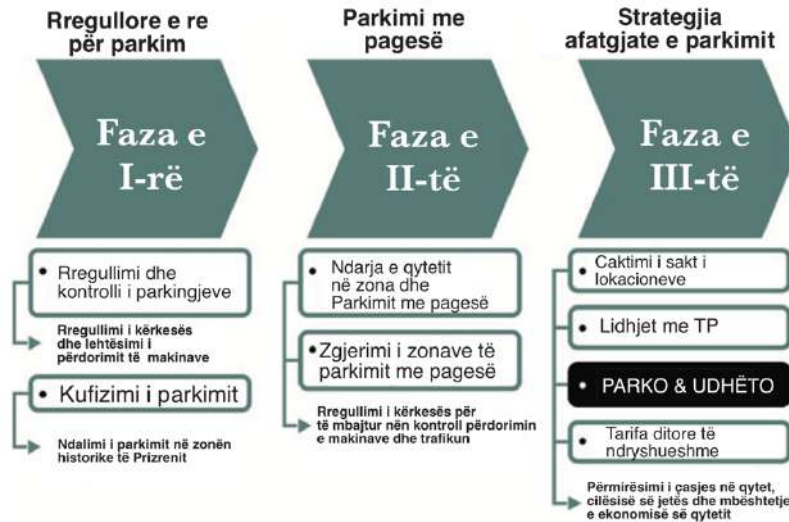 Rregullore e re
për parkim
Faza e
I-rë
• Rregullimi dhe
kontrolli i parkingjeve
Rregullimi i kërkesës
dhe lehtësimi i
përdorimit të makinave
• Kufizimi i parkimit
Ndalimi i parkimit në zonën
historike të Prizrenit
Parkimi me
pagesë
Faza e
II-të
• Ndarja e qytetit
në zona dhe
Parkimit me pagesë
• Zgjerimi i zonave të
parkimit me pagesë
Rregullimi i kërkesës për
të mbajtur nën kontroll përdorimin
e makinave dhe trafikun
Strategjia
afatgjate e parkimit
Faza e
III-të
• Caktimi i sakt i
lokacioneve
• Lidhjet me TP
• PARKO & UDHËTO
• Tarifa ditore të
ndryshueshme
Përmirësimi i çasjes në qytet,
cilësisë së jetës dhe mbështetje
e ekonomisë së qytetit